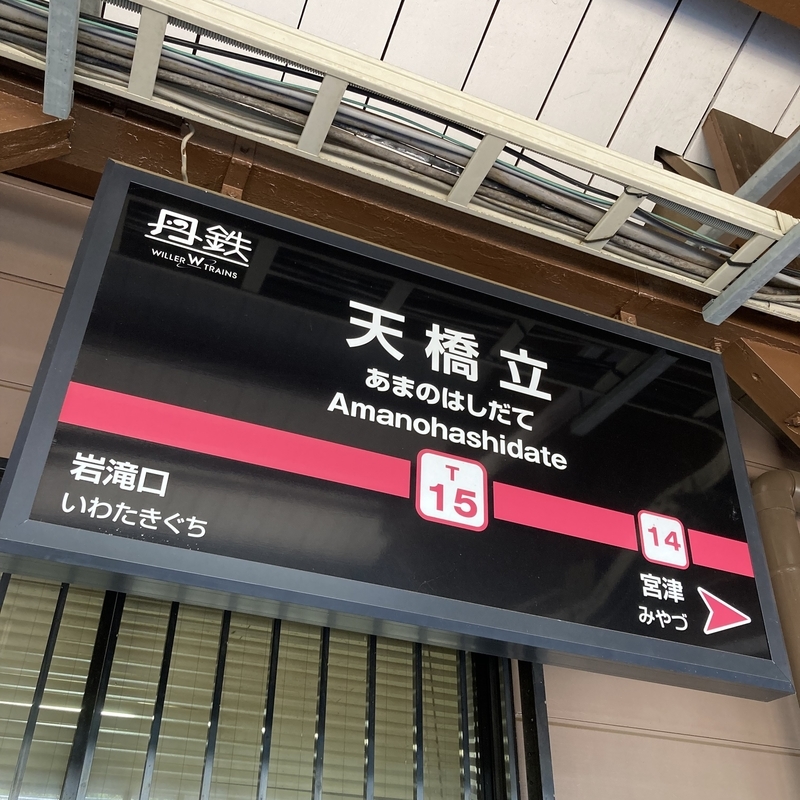 丹鉄
WILLER TRAINS
天橋立
あまのはしだて
Amanohashidate
T
15
14
岩滝口
いわたきぐち
宮津
みやづ